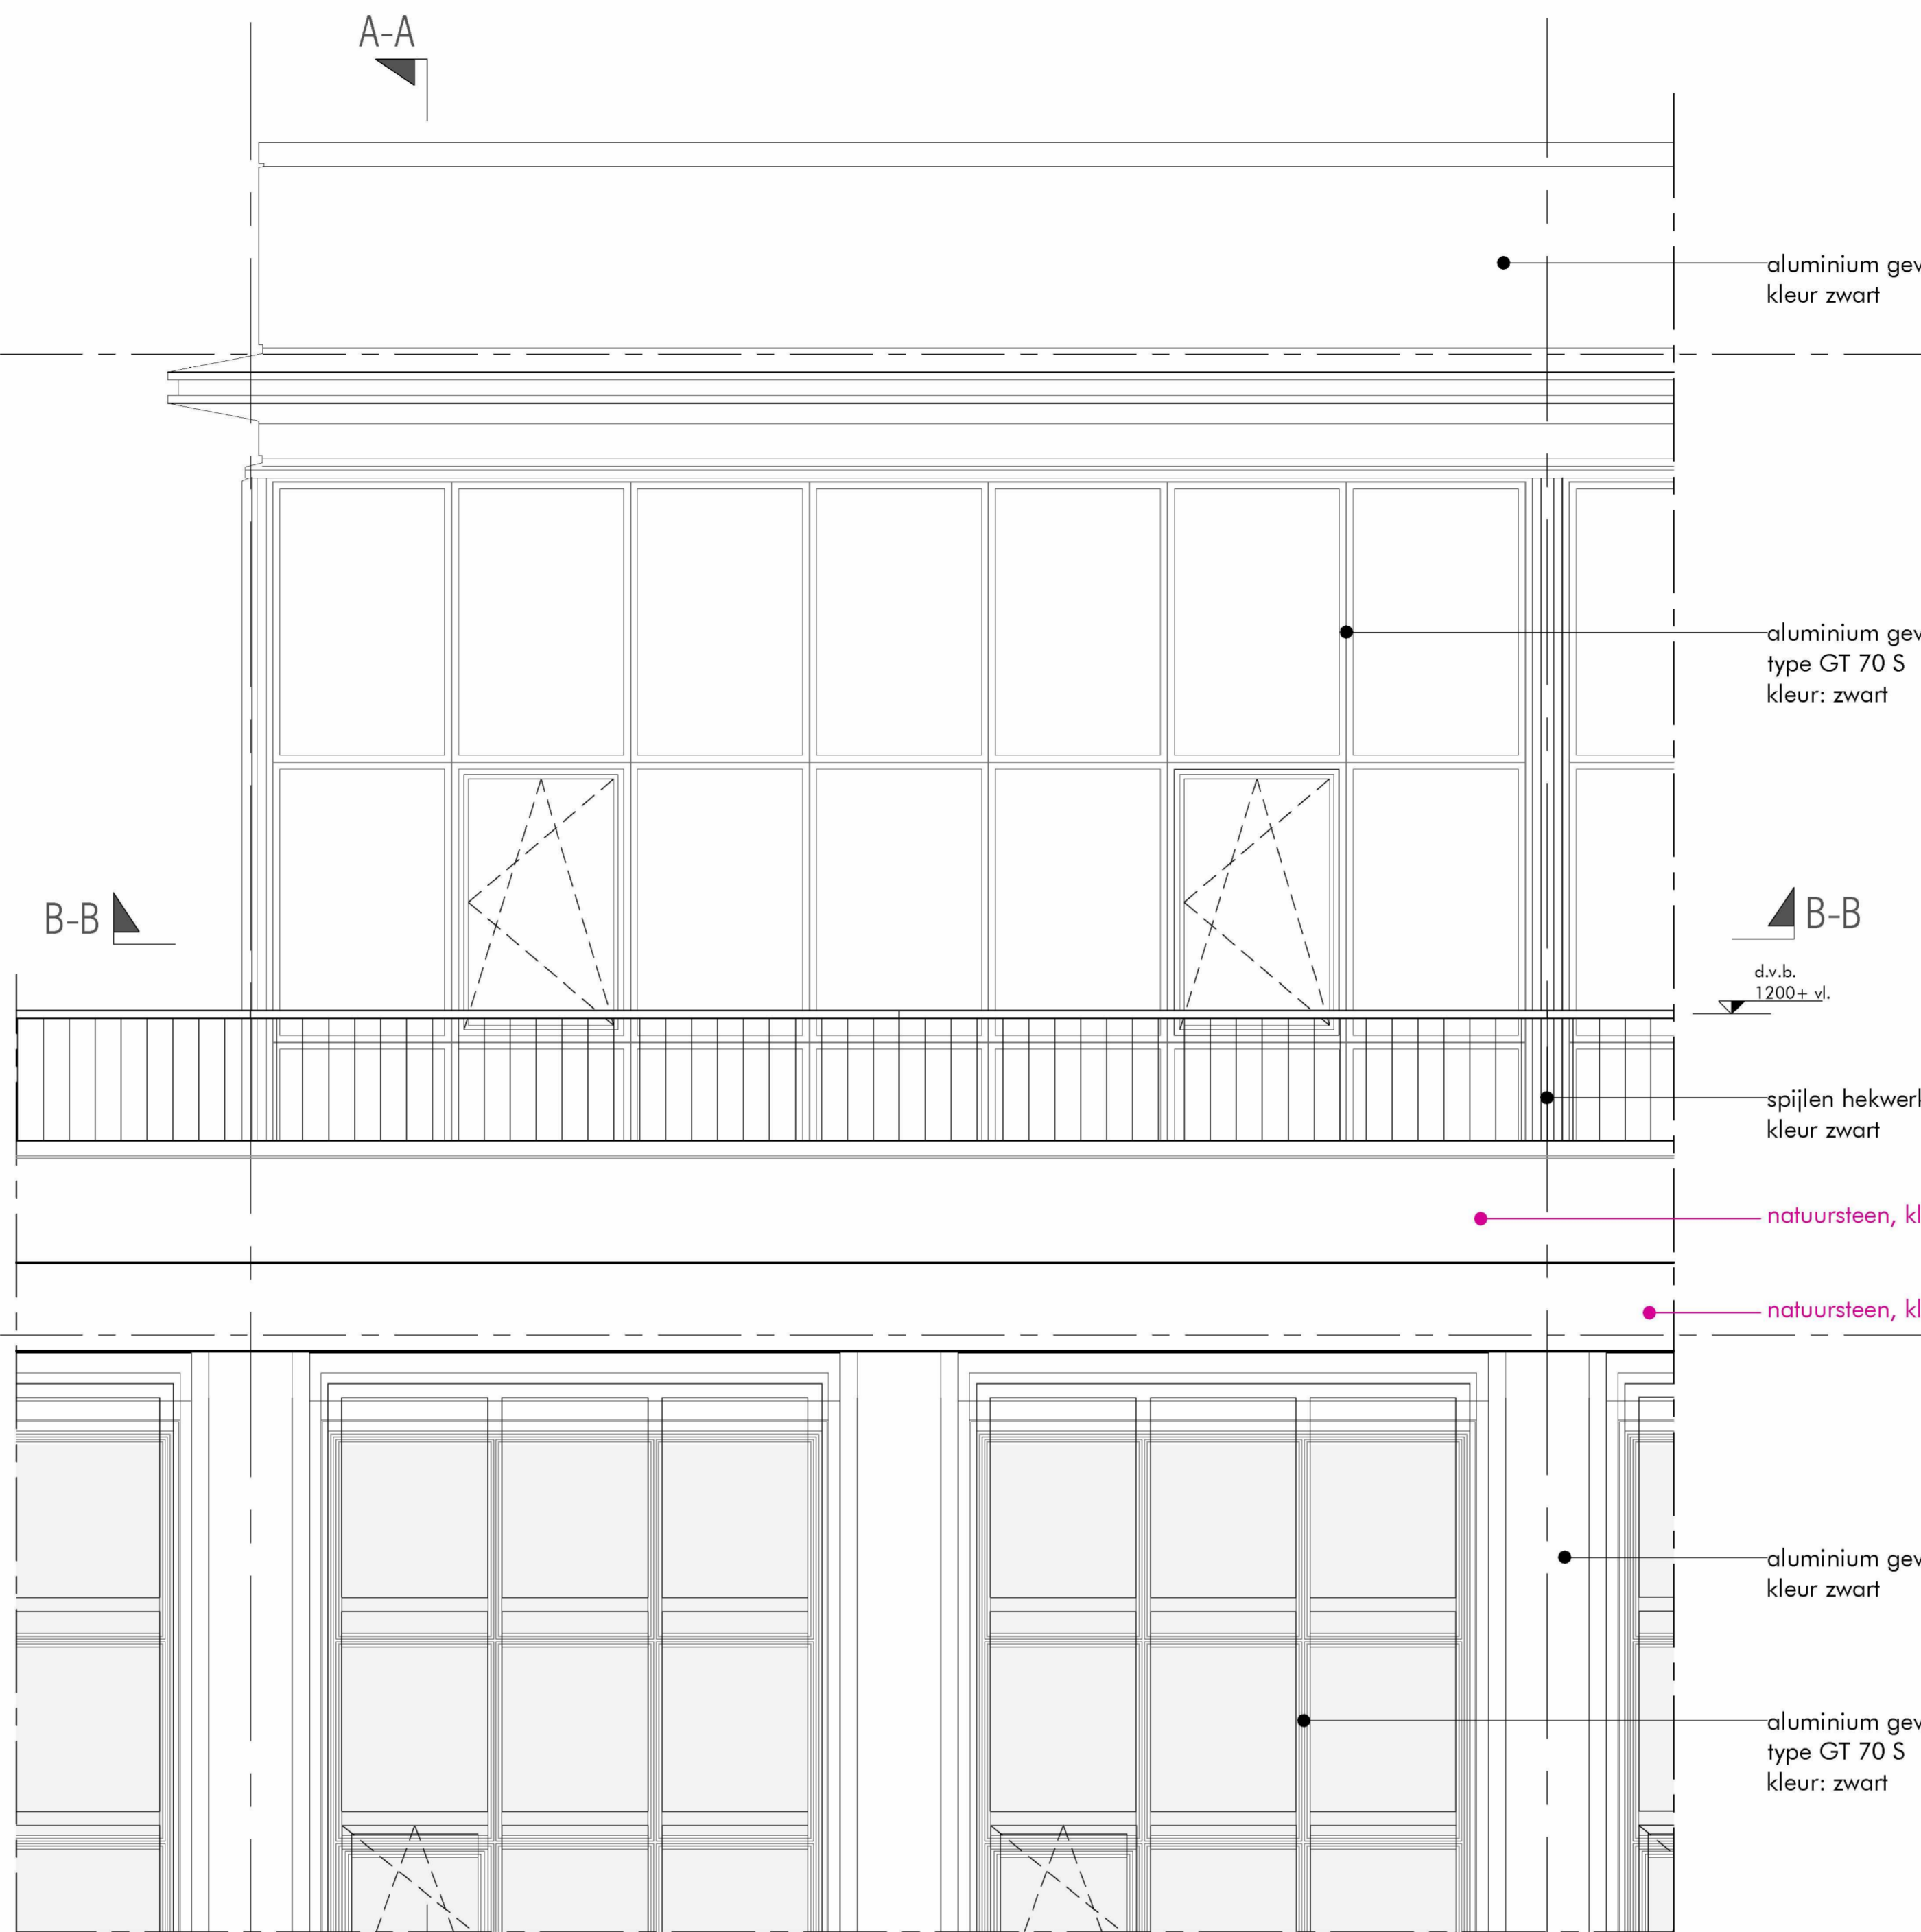 A-A
aluminium gev
kleur zwart
aluminium gev
type GT 70 S
kleur: zwart
B-B
B-B
d.v.b.
1200+ vl.
spijlen hekwerk
kleur zwart
natuursteen, kl
natuursteen, kl
aluminium gev
kleur zwart
aluminium gev
type GT 70 S
kleur: zwart